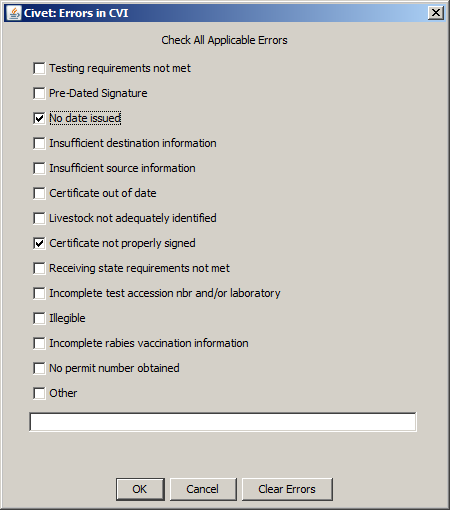 Civet: Errors in CVI
Check All Applicable Errors
Testing requirements not met
Pre-Dated Signature
No date issued
Insufficient destination information
Insufficient source information
Certificate out of date
Livestock not adequately identified
Certificate not properly signed
Receiving state requirements not met
Incomplete test accession nbr and/or laboratory
Illegible
Incomplete rabies vaccination information
No permit number obtained
Other
OK Cancel Clear Errors